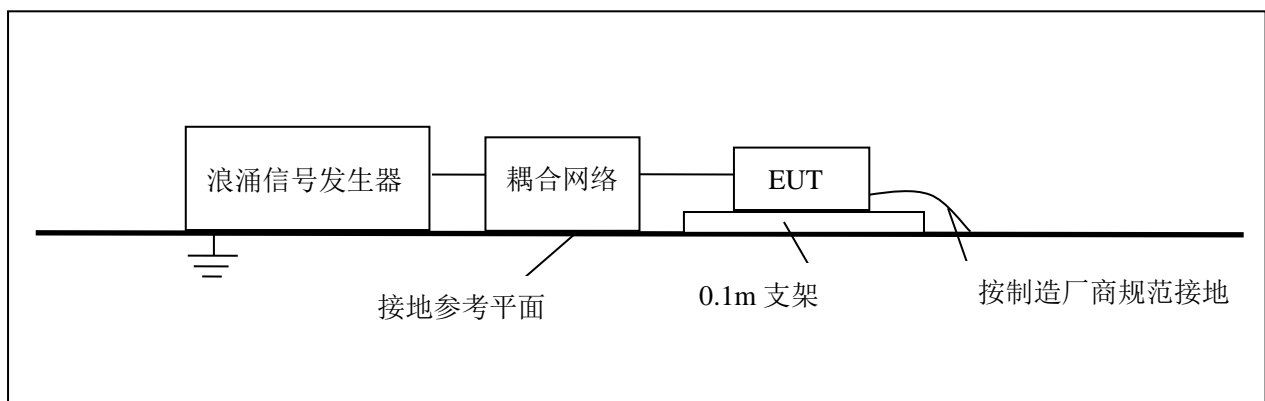 浪涌信号发生器
耦合网络
EUT
接地参考平面
0.1m 支架
按制造厂商规范接地